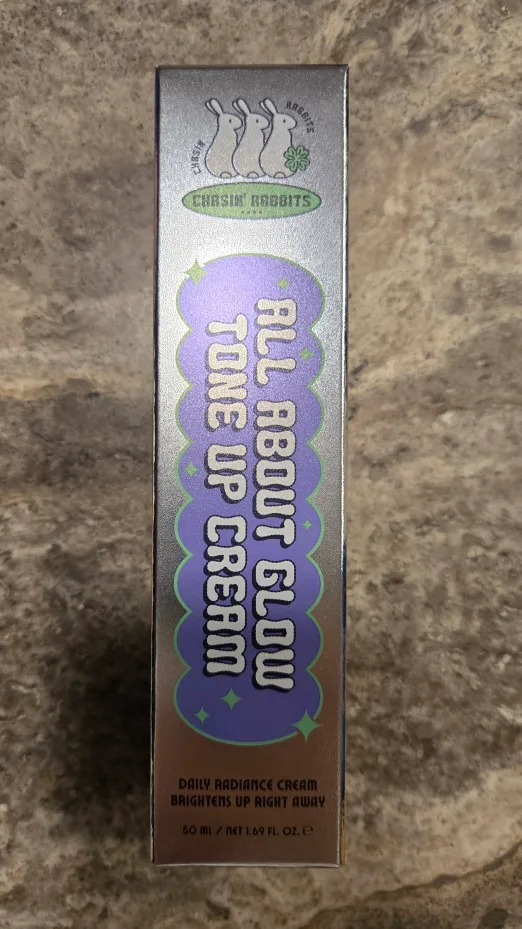 CHASIN' RABBITS
CHASIN' RABBITS
ALL ABOUT GLOW
TONE UP CREAM
DAILY RADIANCE CREAM
BRIGHTENS UP RIGHT AWAY
50 ML / NET 1.69 FL. OZ. ℮